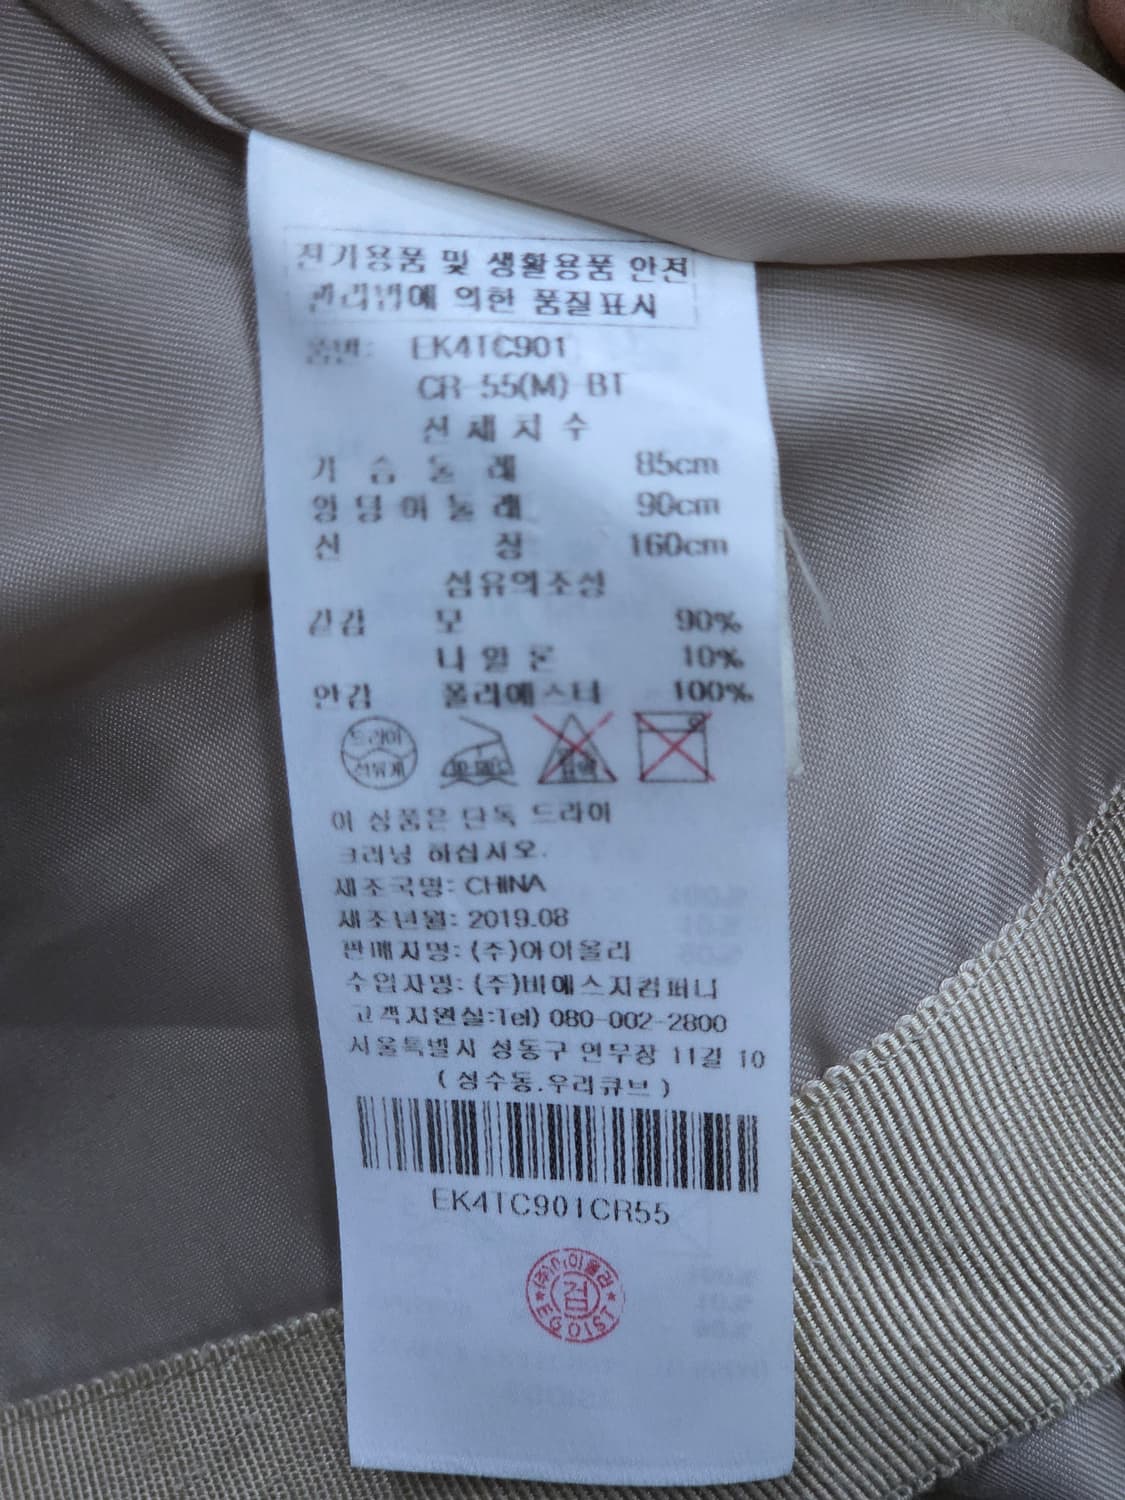 전기용품 및 생활용품 안전
관리법에 의한 품질표시
품번: EK4TC901
CR-55(M)-BT
신체치수
가슴둘레 85cm
엉덩이둘레 90cm
신장 160cm
섬유의조성
겉감 모 90%
나일론 10%
안감 폴리에스터 100%
드라이
석유계
이 상품은 단독 드라이
크리닝 하십시오.
제조국명: CHINA
제조년월: 2019.08
판매자명: (주)아이올리
수입자명: (주)비에스지컴퍼니
고객지원실:Tel) 080-002-2800
서울특별시 성동구 연무장 11길 10
(성수동.우리큐브)
EK4TC901CR55
(주)아이올리
검
EGOIST